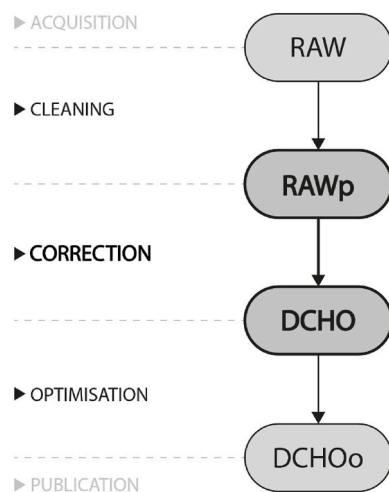 ▶ ACQUISITION
RAW
▶ CLEANING
RAWp
▶ CORRECTION
DCHO
▶ OPTIMISATION
DCHOo
▶ PUBLICATION